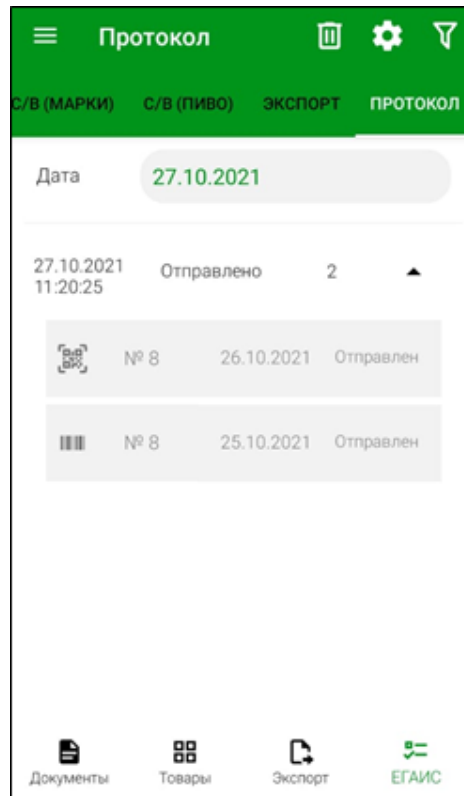 Протокол
С/В (МАРКИ) С/В (ПИВО) ЭКСПОРТ ПРОТОКОЛ
Дата 27.10.2021
27.10.2021
11:20:25 Отправлено 2
№ 8 26.10.2021 Отправлен
№ 8 25.10.2021 Отправлен
Документы Товары Экспорт ЕГАИС